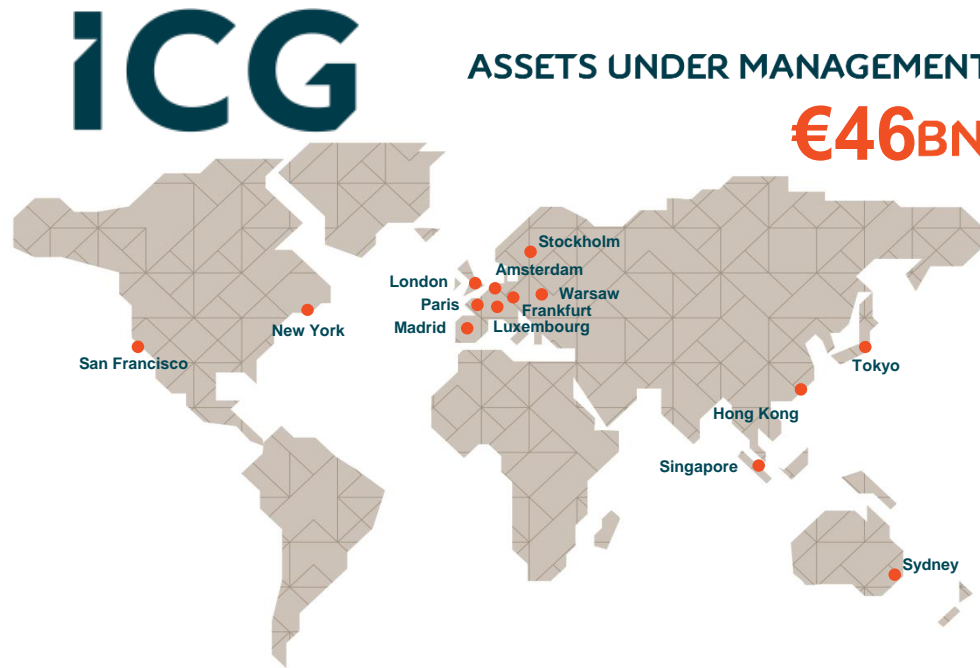 ICG
ASSETS UNDER MANAGEMENT
€46BN
Stockholm
Amsterdam
London
Warsaw
Paris
Frankfurt
Madrid
Luxembourg
New York
San Francisco
Tokyo
Hong Kong
Singapore
Sydney